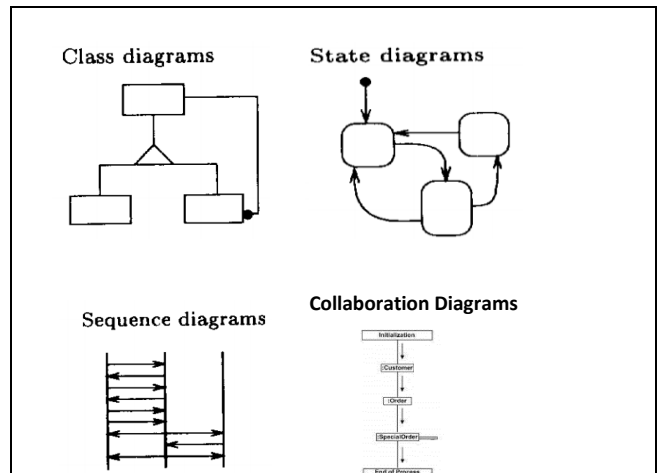 Class diagrams
State diagrams
Sequence diagrams
Collaboration Diagrams
Initialization
:Customer
:Order
:SpecialOrder
End of Process